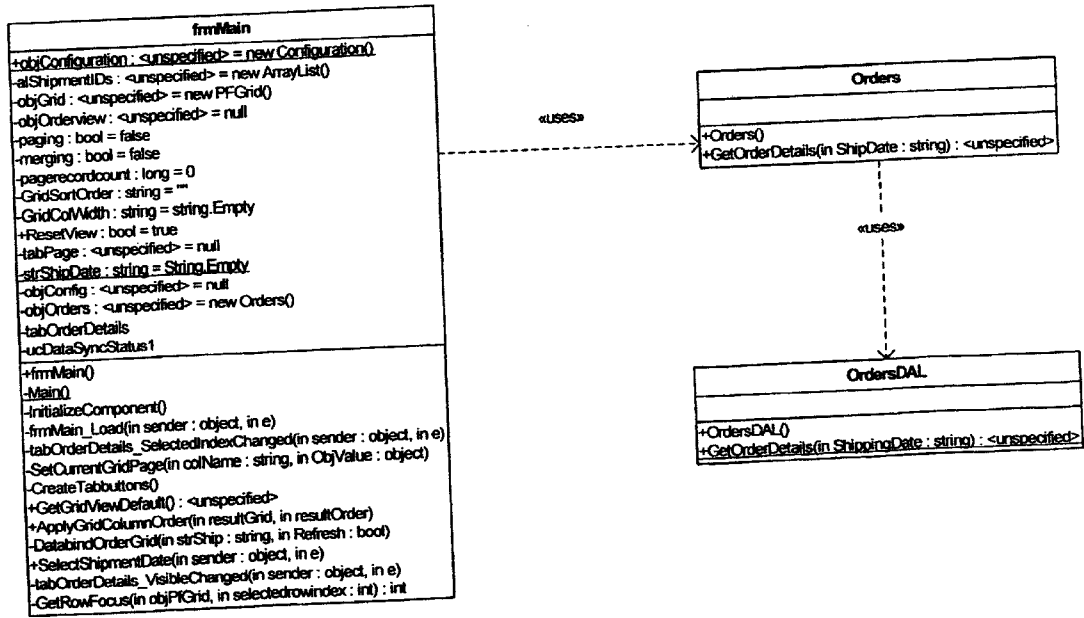 frmMain
+objConfiguration : <unspecified> = new Configuration()
-alShipmentIDs : <unspecified> = new ArrayList()
-objGrid : <unspecified> = new PFGrid()
-objOrderview : <unspecified> = null
-paging : bool = false
-merging : bool = false
-pagerecordcount : long = 0
-GridSortOrder : string = ""
-GridColWidth : string = string.Empty
+ResetView : bool = true
-tabPage : <unspecified> = null
-strShipDate : string = String.Empty
-objConfig : <unspecified> = null
-objOrders : <unspecified> = new Orders()
-tabOrderDetails
-ucDataSyncStatus1
+frmMain()
-Main()
-InitializeComponent()
-frmMain_Load(in sender : object, in e)
-tabOrderDetails_SelectedIndexChanged(in sender : object, in e)
-SetCurrentGridPage(in colName : string, in ObjValue : object)
-CreateTabbuttons()
+GetGridViewDefault() : <unspecified>
+ApplyGridColumnOrder(in resultGrid, in resultOrder)
-DatabindOrderGrid(in strShip : string, in Refresh : bool)
+SelectShipmentDate(in sender : object, in e)
-tabOrderDetails_VisibleChanged(in sender : object, in e)
-GetRowFocus(in objPfGrid, in selectedrowindex : int) : int
«uses»
Orders
+Orders()
+GetOrderDetails(in ShipDate : string) : <unspecified>
«uses»
OrdersDAL
+OrdersDAL()
+GetOrderDetails(in ShippingDate : string) : <unspecified>